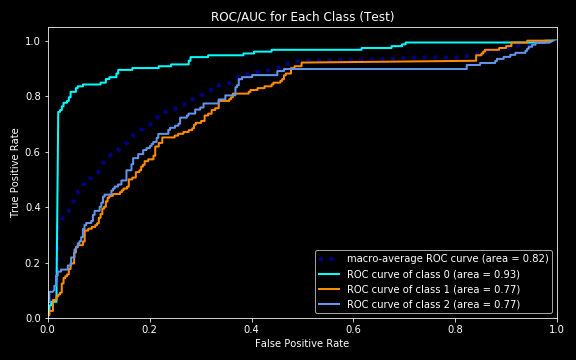 ROC/AUC for Each Class (Test)
True Positive Rate
1.0
0.8
0.6
0.4
0.2
0.0
macro-average ROC curve (area = 0.82)
ROC curve of class 0 (area = 0.93)
ROC curve of class 1 (area = 0.77)
ROC curve of class 2 (area = 0.77)
0.0 0.2 0.4 0.6 0.8 1.0
False Positive Rate